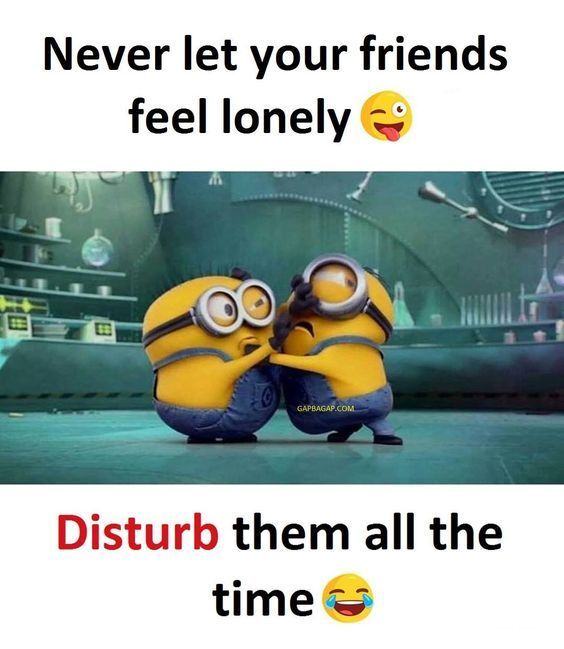 Never let your friends
feel lonely😜
GAPBAGAP.COM
Disturb them all the
time😂